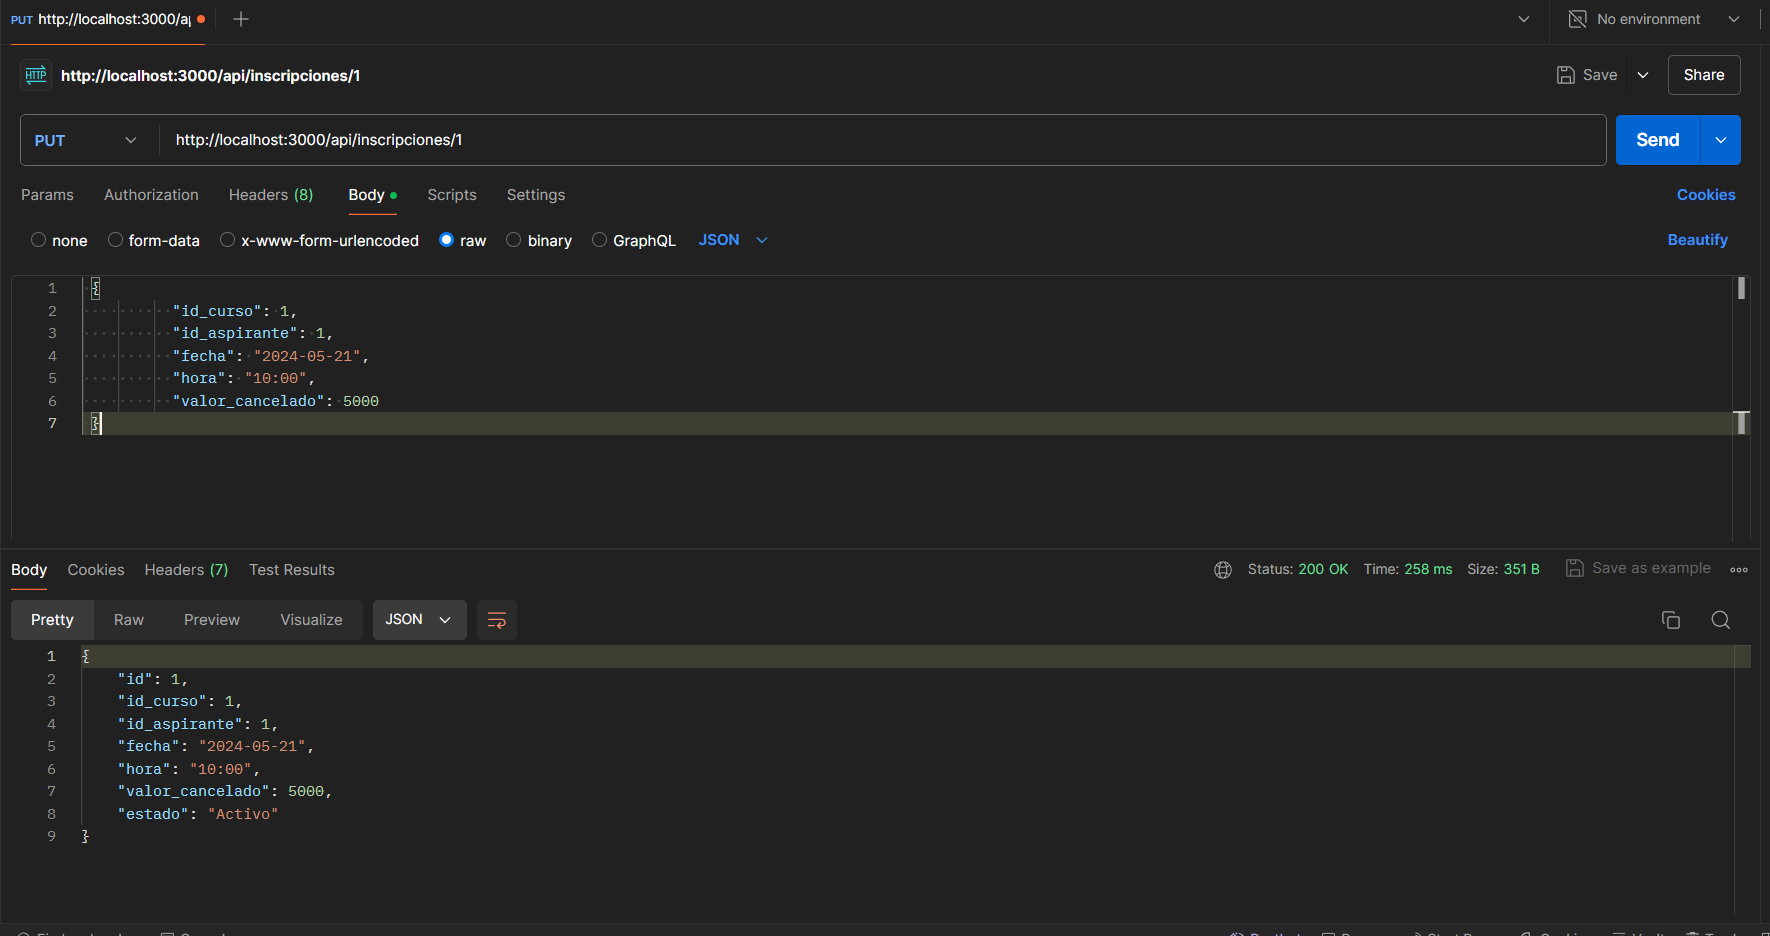 PUT http://localhost:3000/a
No environment
HTTP http://localhost:3000/api/inscripciones/1
Save
Share
PUT http://localhost:3000/api/inscripciones/1
Send
Params Authorization Headers (8) Body Scripts Settings Cookies
none form-data x-www-form-urlencoded raw binary GraphQL JSON Beautify
1 {
2 "id_curso": 1,
3 "id_aspirante": 1,
4 "fecha": "2024-05-21",
5 "hora": "10:00",
6 "valor_cancelado": 5000
7 }
Body Cookies Headers (7) Test Results Status: 200 OK Time: 258 ms Size: 351 B Save as example
Pretty Raw Preview Visualize JSON
1 {
2 "id": 1,
3 "id_curso": 1,
4 "id_aspirante": 1,
5 "fecha": "2024-05-21",
6 "hora": "10:00",
7 "valor_cancelado": 5000,
8 "estado": "Activo"
9 }